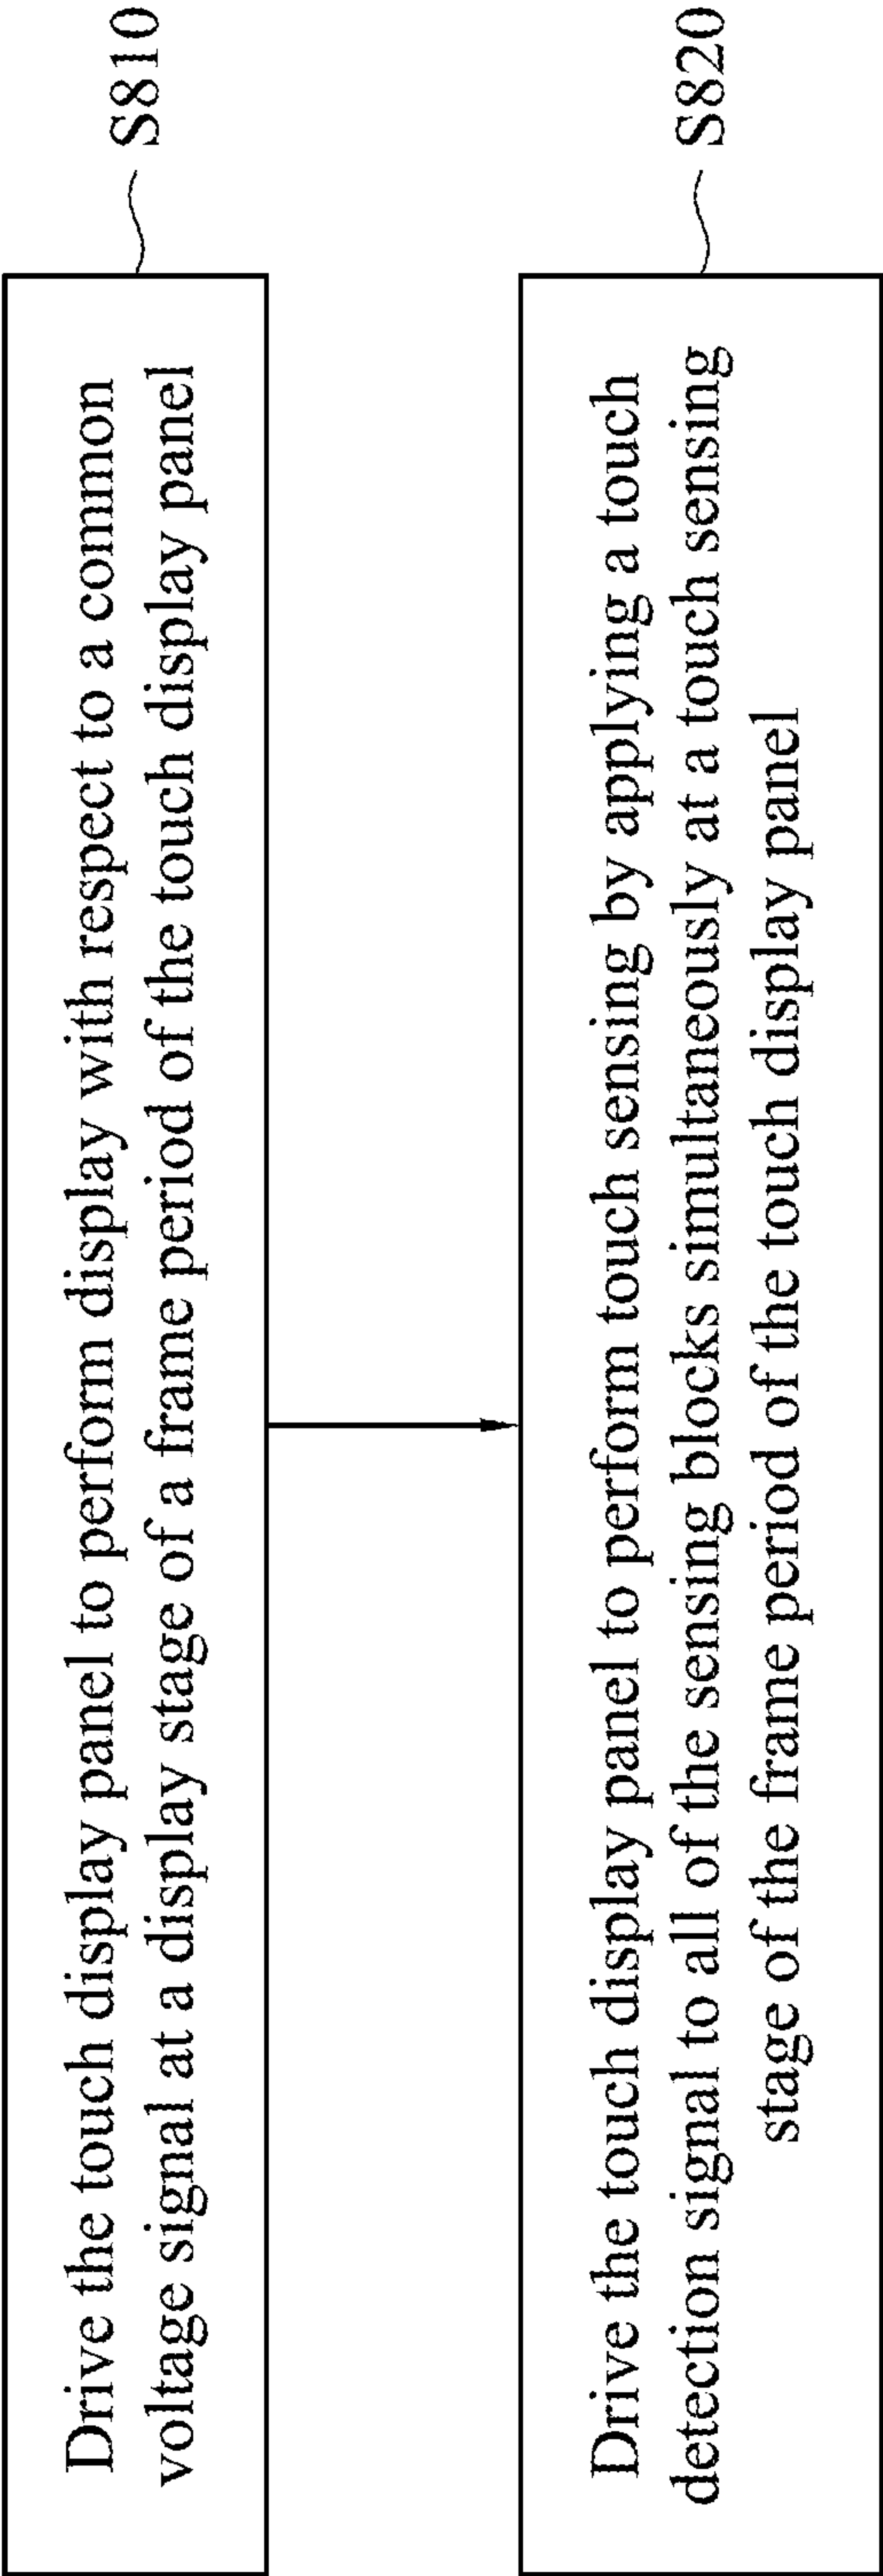 Drive the touch display panel to perform display with respect to a common
voltage signal at a display stage of a frame period of the touch display panel
S810
Drive the touch display panel to perform touch sensing by applying a touch
detection signal to all of the sensing blocks simultaneously at a touch sensing
stage of the frame period of the touch display panel
S820